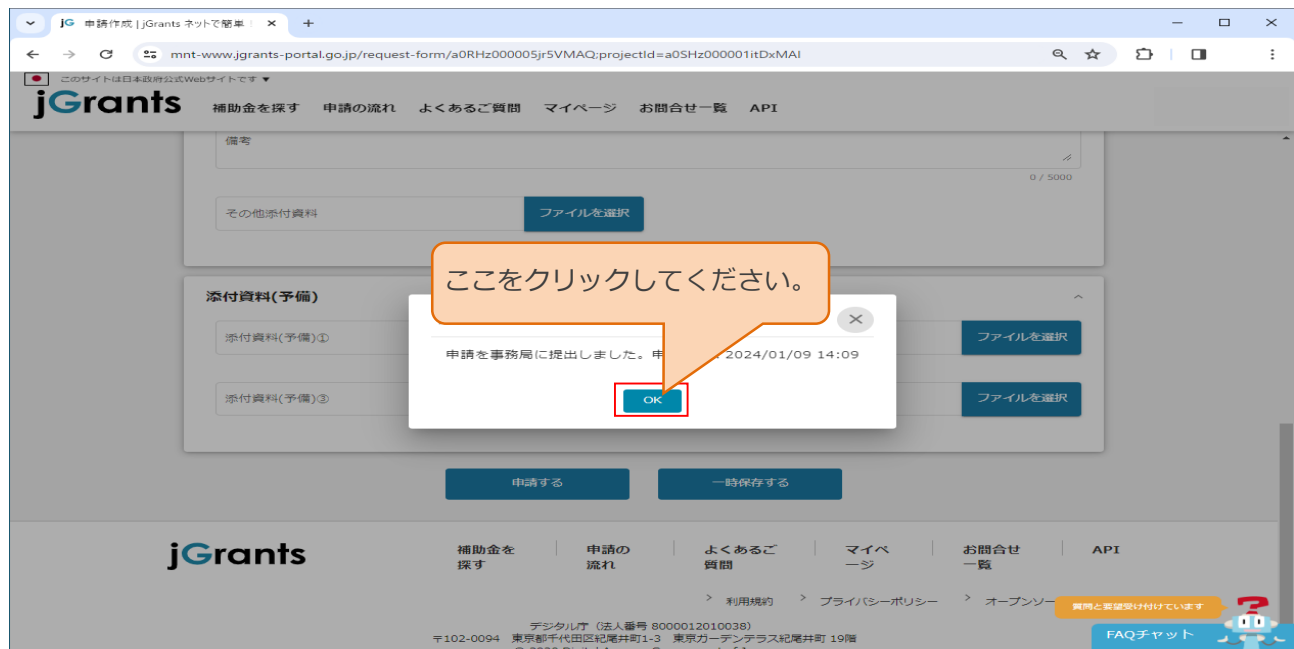 jG 申請作成 | jGrants ネットで簡単
mnt-www.jgrants-portal.go.jp/request-form/a0RHz000005jr5VMAQ;projectId=a0SHz000001itDxMAI
このサイトは日本政府公式Webサイトです ▼
jGrants 補助金を探す 申請の流れ よくあるご質問 マイページ お問合せ一覧 API
備考
0 / 5000
その他添付資料 ファイルを選択
ここをクリックしてください。
添付資料(予備)
添付資料(予備)① ファイルを選択
申請を事務局に提出しました。申 2024/01/09 14:09
添付資料(予備)③ OK ファイルを選択
申請する 一時保存する
jGrants
補助金を探す
申請の流れ
よくあるご質問
マイページ
お問合せ一覧
API
利用規約 プライバシーポリシー オープンソー
質問と要望受け付けています
デジタル庁（法人番号 8000012010038）
〒102-0094 東京都千代田区紀尾井町1-3 東京ガーデンテラス紀尾井町 19階
FAQチャット